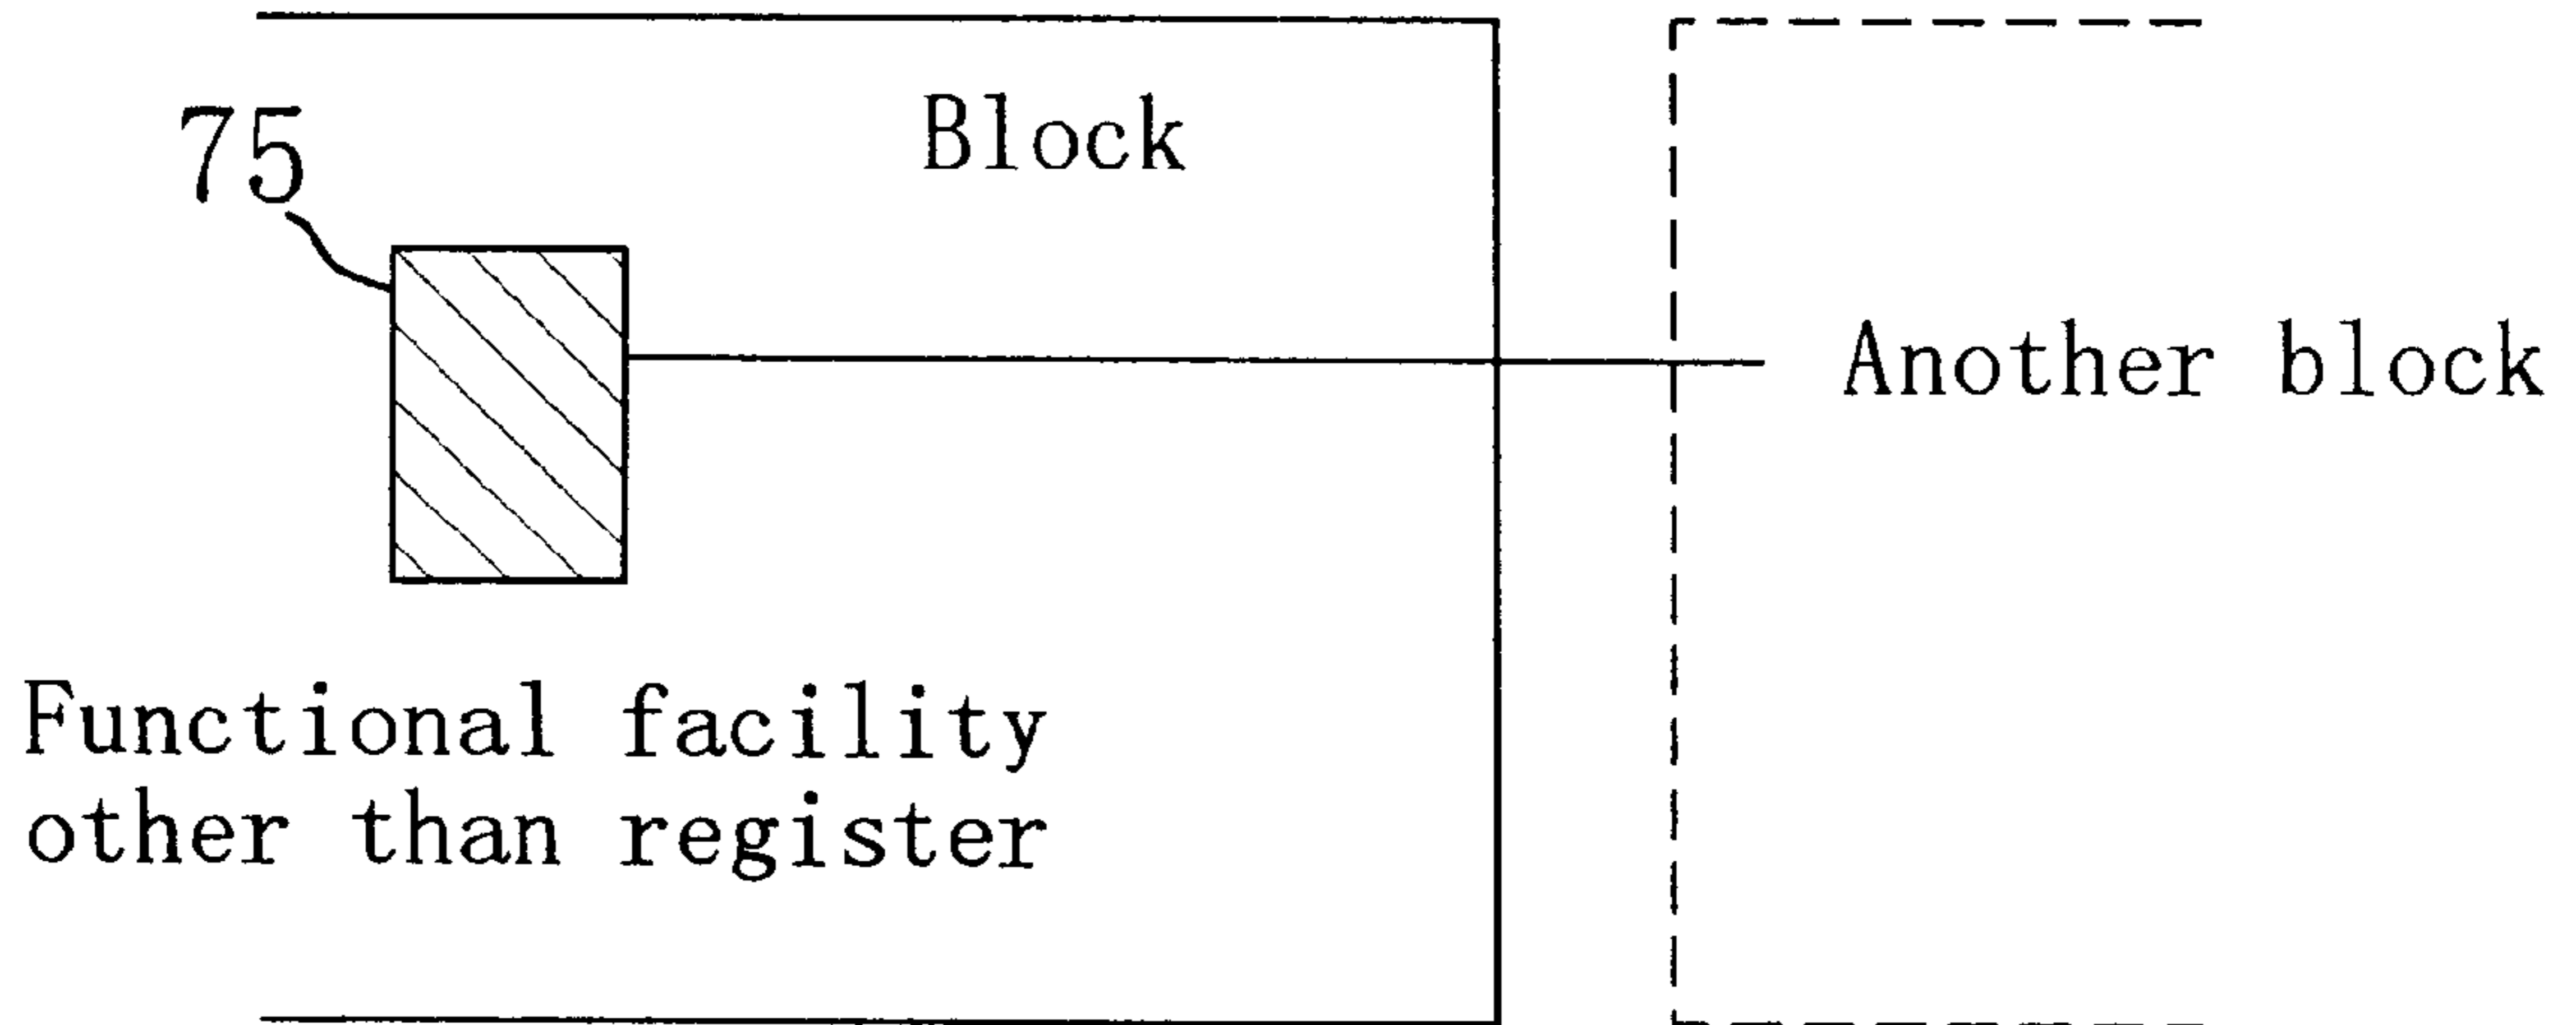 Block
75
Another block
Functional facility
other than register